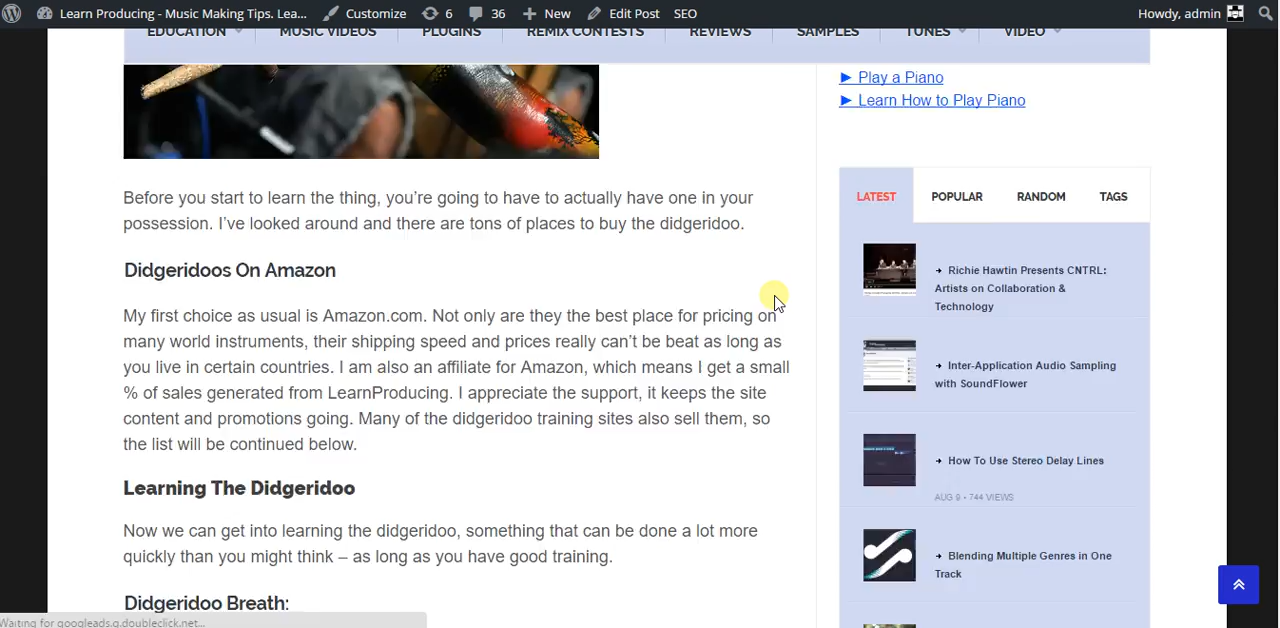 Learn Producing - Music Making Tips. Lea... Customize 6 36 New Edit Post SEO Howdy, admin
EDUCATION MUSIC VIDEOS PLUGINS REMIX CONTESTS REVIEWS SAMPLES TUNES VIDEO
► Play a Piano
► Learn How to Play Piano
Before you start to learn the thing, you’re going to have to actually have one in your
possession. I’ve looked around and there are tons of places to buy the didgeridoo.
Didgeridoos On Amazon
My first choice as usual is Amazon.com. Not only are they the best place for pricing on
many world instruments, their shipping speed and prices really can’t be beat as long as
you live in certain countries. I am also an affiliate for Amazon, which means I get a small
% of sales generated from LearnProducing. I appreciate the support, it keeps the site
content and promotions going. Many of the didgeridoo training sites also sell them, so
the list will be continued below.
Learning The Didgeridoo
Now we can get into learning the didgeridoo, something that can be done a lot more
quickly than you might think – as long as you have good training.
Didgeridoo Breath:
LATEST POPULAR RANDOM TAGS
Richie Hawtin Presents CNTRL:
Artists on Collaboration &
Technology
Inter-Application Audio Sampling
with SoundFlower
How To Use Stereo Delay Lines
AUG 9 • 744 VIEWS
Blending Multiple Genres in One
Track
Waiting for googleads.g.doubleclick.net...